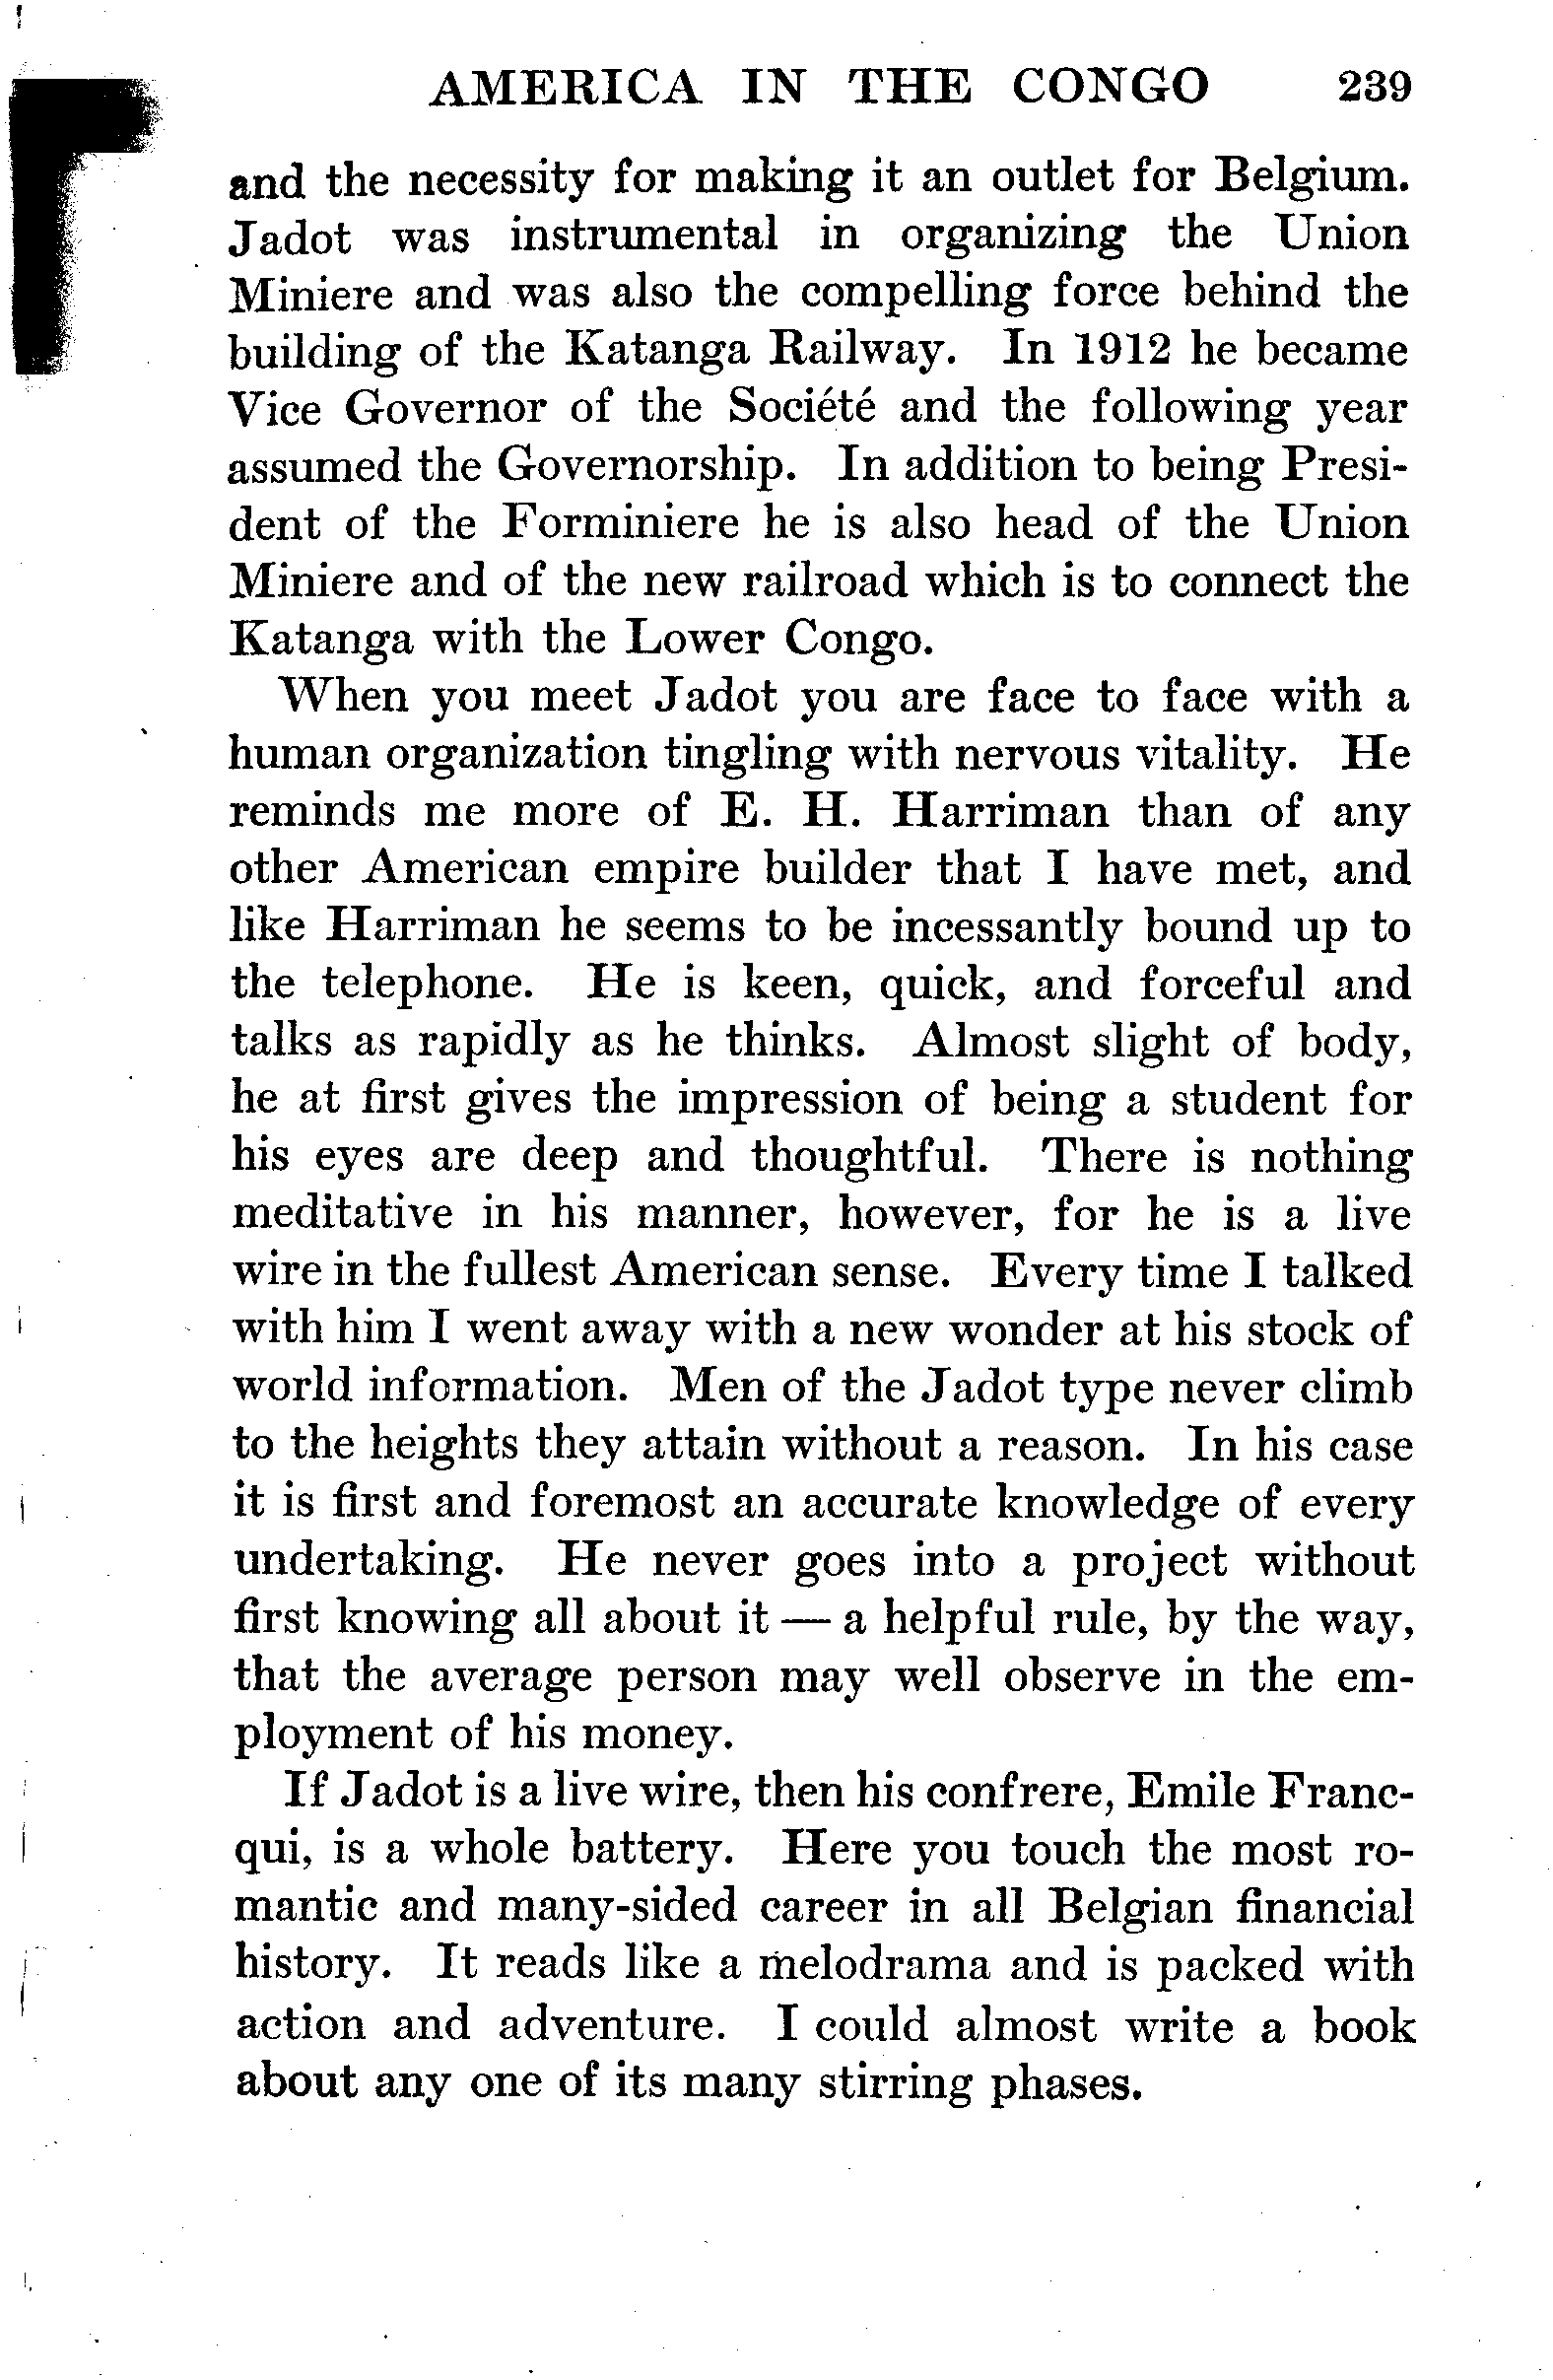 AMERICA IN THE CONGO 239
and the necessity for making it an outlet for Belgium.
Jadot was instrumental in organizing the Union
Miniere and was also the compelling force behind the
building of the Katanga Railway. In 1912 he became
Vice Governor of the Société and the following year
assumed the Governorship. In addition to being Presi-
dent of the Forminiere he is also head of the Union
Miniere and of the new railroad which is to connect the
Katanga with the Lower Congo.
When you meet Jadot you are face to face with a
human organization tingling with nervous vitality. He
reminds me more of E. H. Harriman than of any
other American empire builder that I have met, and
like Harriman he seems to be incessantly bound up to
the telephone. He is keen, quick, and forceful and
talks as rapidly as he thinks. Almost slight of body,
he at first gives the impression of being a student for
his eyes are deep and thoughtful. There is nothing
meditative in his manner, however, for he is a live
wire in the fullest American sense. Every time I talked
with him I went away with a new wonder at his stock of
world information. Men of the Jadot type never climb
to the heights they attain without a reason. In his case
it is first and foremost an accurate knowledge of every
undertaking. He never goes into a project without
first knowing all about it — a helpful rule, by the way,
that the average person may well observe in the em-
ployment of his money.
If Jadot is a live wire, then his confrere, Emile Franc-
qui, is a whole battery. Here you touch the most ro-
mantic and many-sided career in all Belgian financial
history. It reads like a melodrama and is packed with
action and adventure. I could almost write a book
about any one of its many stirring phases.